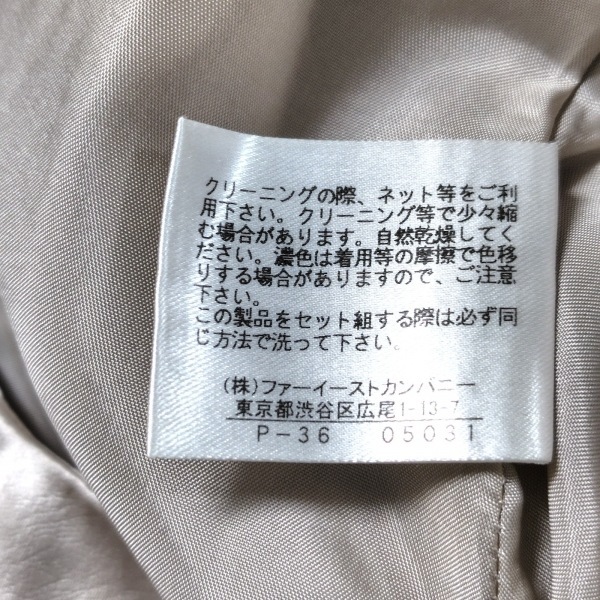 クリーニングの際、ネット等をご利
用下さい。クリーニング等で少々縮
む場合があります。自然乾燥してく
ださい。濃色は着用等の摩擦で色移
りする場合がありますので、ご注意
下さい。
この製品をセット組する際は必ず同
じ方法で洗って下さい。
(株)ファーイーストカンパニー
東京都渋谷区広尾1-13-7
P-36 05031